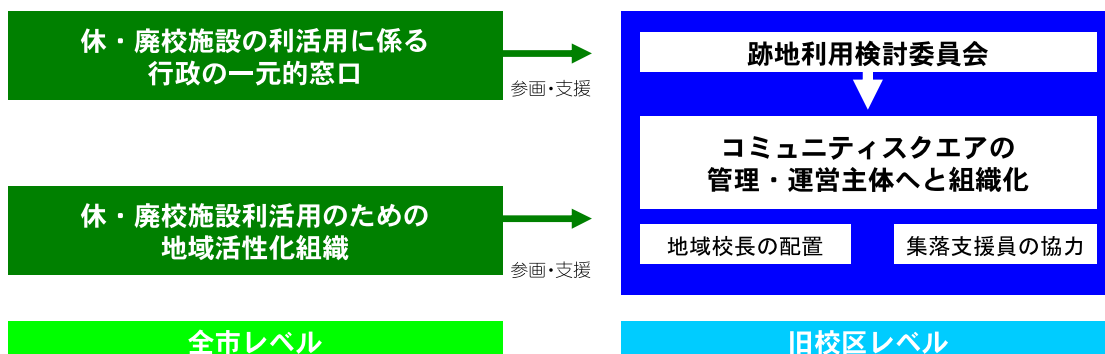 休・廃校施設の利活用に係る
行政の一元的窓口
参画・支援
休・廃校施設利活用のための
地域活性化組織
参画・支援
全市レベル
跡地利用検討委員会
コミュニティスクエアの
管理・運営主体へと組織化
地域校長の配置
集落支援員の協力
旧校区レベル